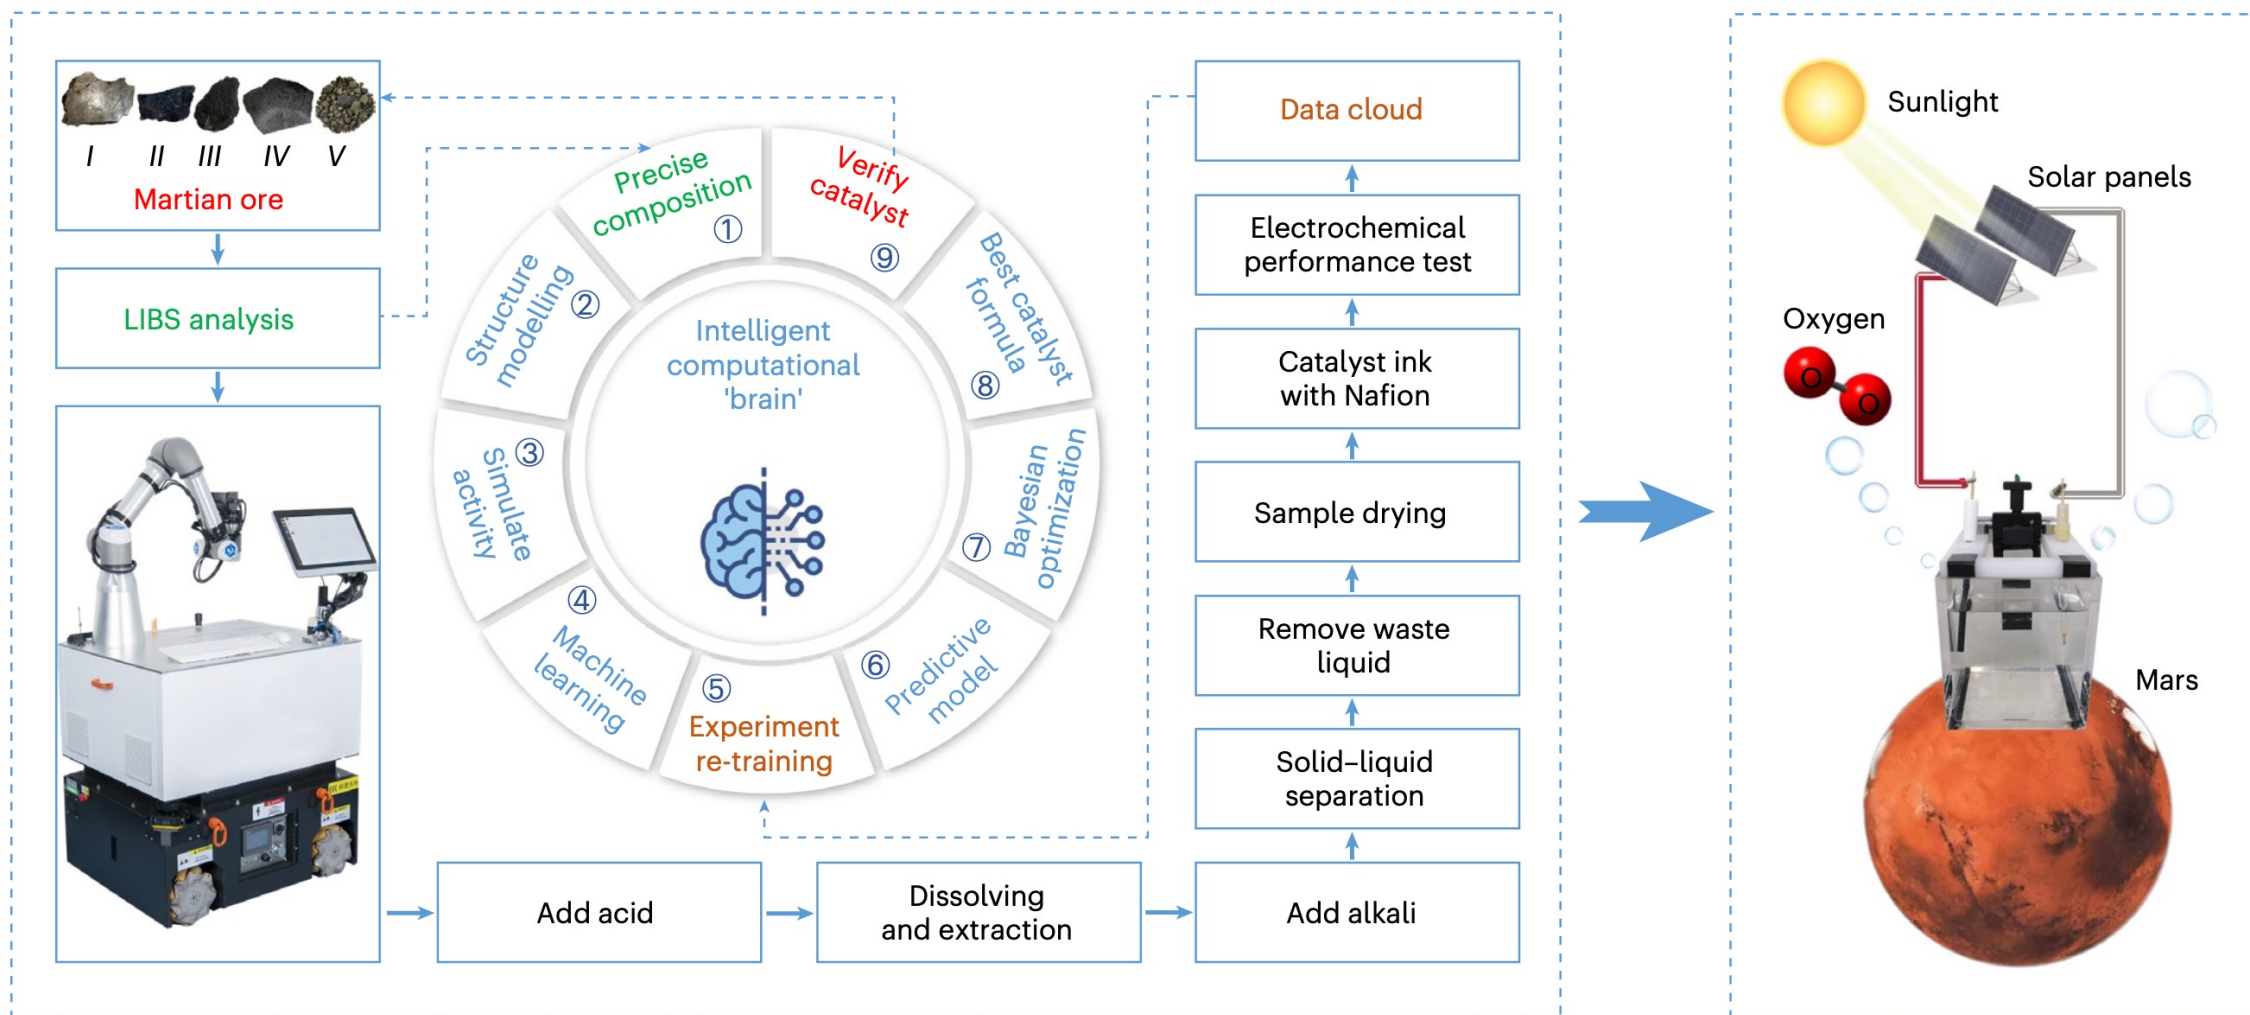 I II III IV V
Martian ore
LIBS analysis
Precise
composition
①
Structure
modelling
②
Simulate
activity
③
Machine
learning
④
Experiment
re-training
⑤
Predictive
model
⑥
Bayesian
optimization
⑦
Best catalyst
formula
⑧
Verify
catalyst
⑨
Intelligent
computational
'brain'
Add acid
Dissolving
and extraction
Add alkali
Solid–liquid
separation
Remove waste
liquid
Sample drying
Catalyst ink
with Nafion
Electrochemical
performance test
Data cloud
Sunlight
Solar panels
Oxygen
O
O
Mars